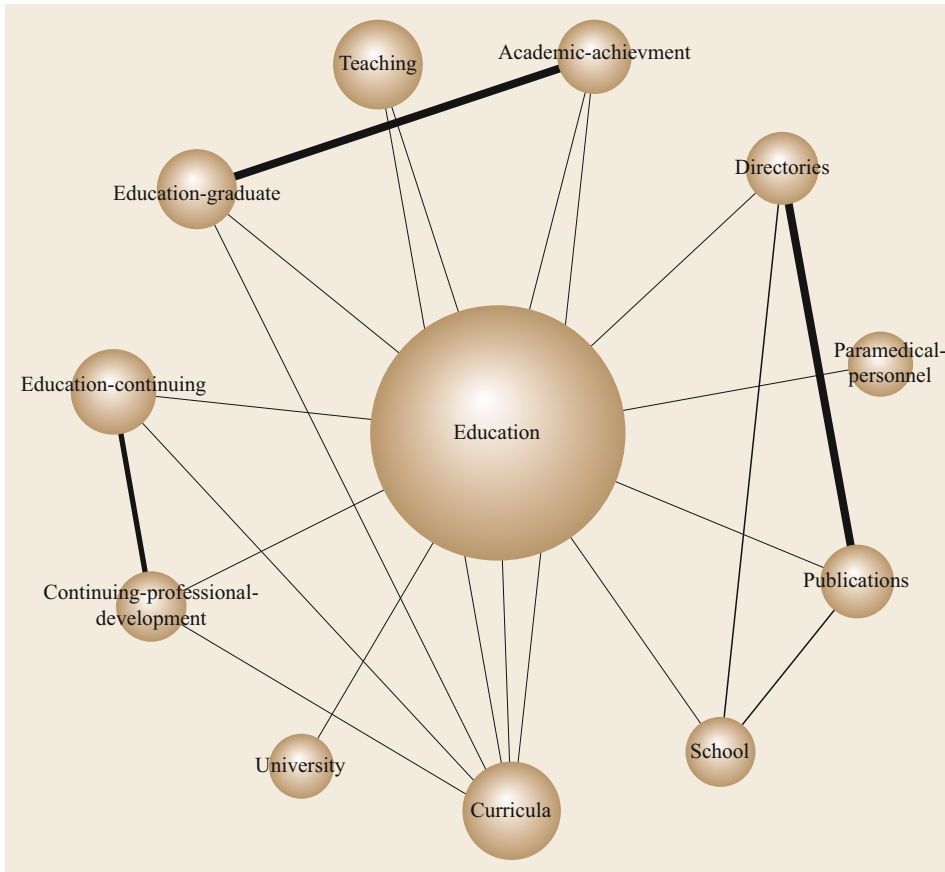 Academic-achievment
Teaching
Directories
Education-graduate
Paramedical-
personnel
Education-continuing
Education
Publications
Continuing-professional-
development
School
University
Curricula